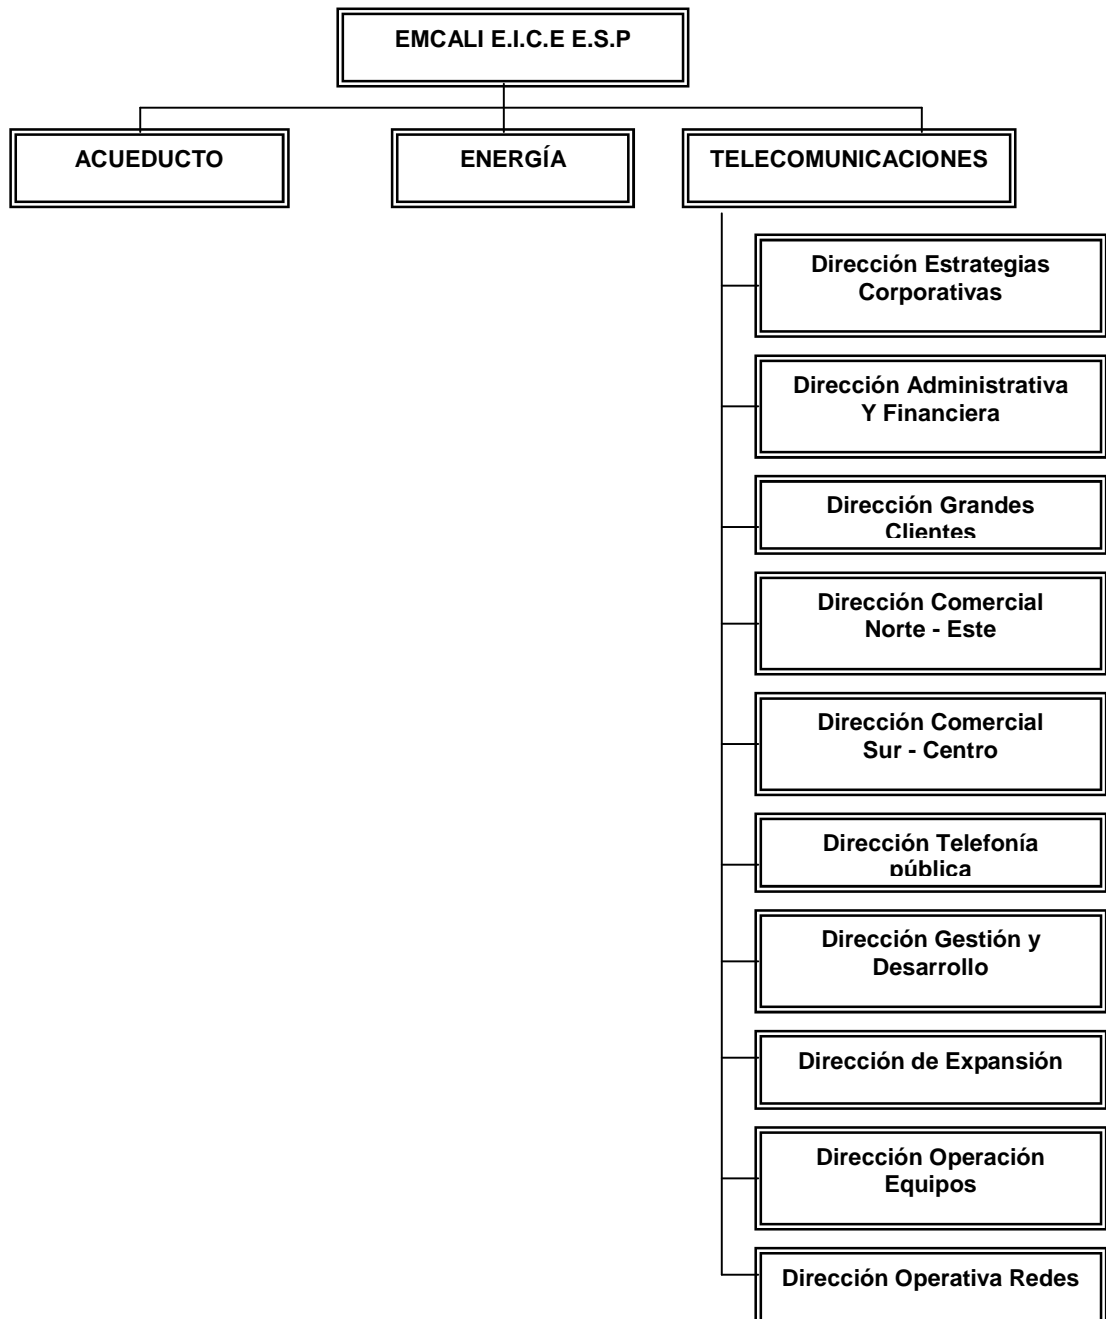 EMCALI E.I.C.E E.S.P
ACUEDUCTO
ENERGÍA
TELECOMUNICACIONES
Dirección Estrategias
Corporativas
Dirección Administrativa
Y Financiera
Dirección Grandes
Clientes
Dirección Comercial
Norte - Este
Dirección Comercial
Sur - Centro
Dirección Telefonía
pública
Dirección Gestión y
Desarrollo
Dirección de Expansión
Dirección Operación
Equipos
Dirección Operativa Redes